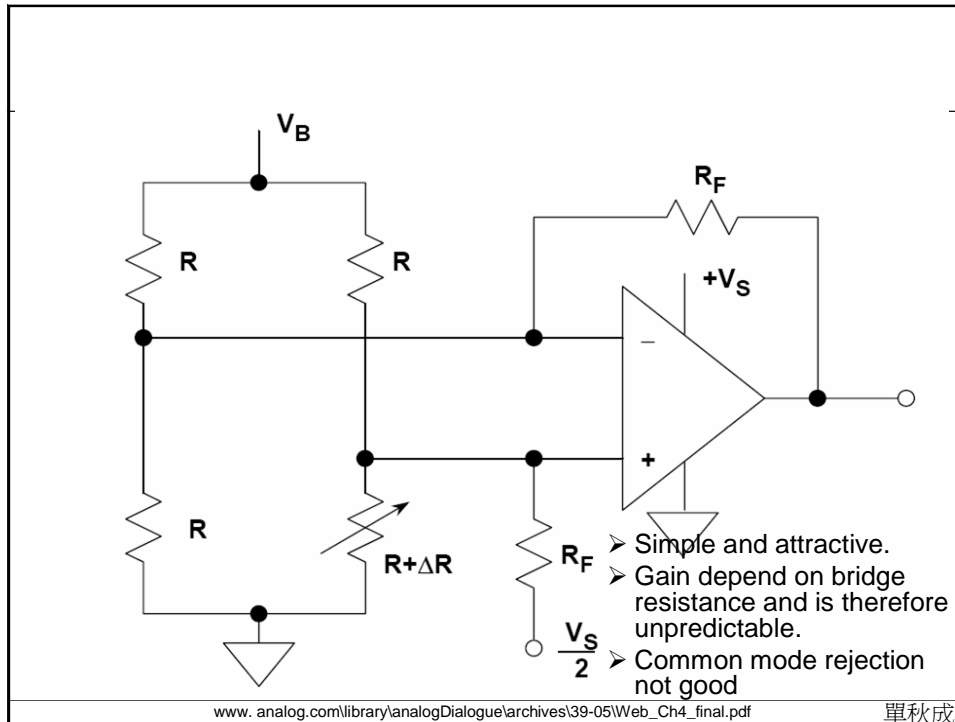 V_B
R_F
R
R
+V_S
−
+
R
R+ΔR
R_F
V_S
2
➢ Simple and attractive.
➢ Gain depend on bridge
resistance and is therefore
unpredictable.
➢ Common mode rejection
not good
www. analog.com\library\analogDialogue\archives\39-05\Web_Ch4_final.pdf
單秋成